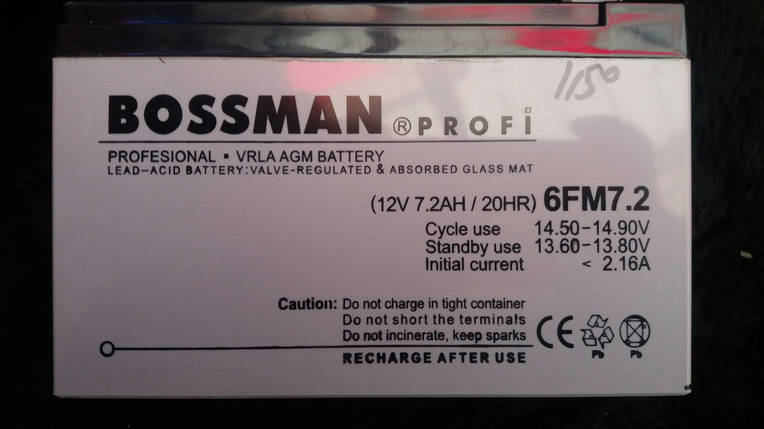 1150
BOSSMAN ® PROFi
PROFESIONAL ▪ VRLA AGM BATTERY
LEAD-ACID BATTERY:VALVE-REGULATED & ABSORBED GLASS MAT
(12V 7.2AH / 20HR) 6FM7.2
Cycle use 14.50-14.90V
Standby use 13.60-13.80V
Initial current < 2.16A
Caution: Do not charge in tight container
Do not short the terminals
Do not incinerate, keep sparks
RECHARGE AFTER USE
CE
Pb Pb